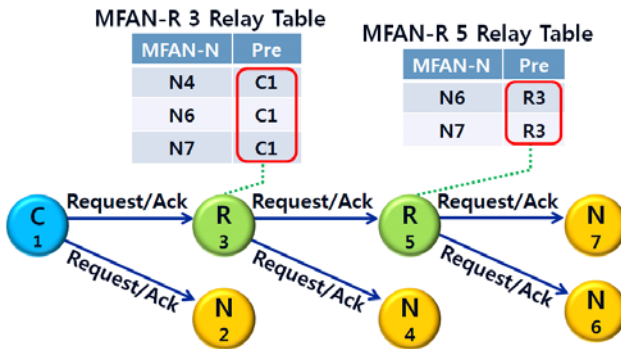 MFAN-R 3 Relay Table
MFAN-N Pre
N4 C1
N6 C1
N7 C1
MFAN-R 5 Relay Table
MFAN-N Pre
N6 R3
N7 R3
C
1
Request/Ack
R
3
Request/Ack
R
5
Request/Ack
N
7
Request/Ack
N
2
Request/Ack
N
4
Request/Ack
N
6